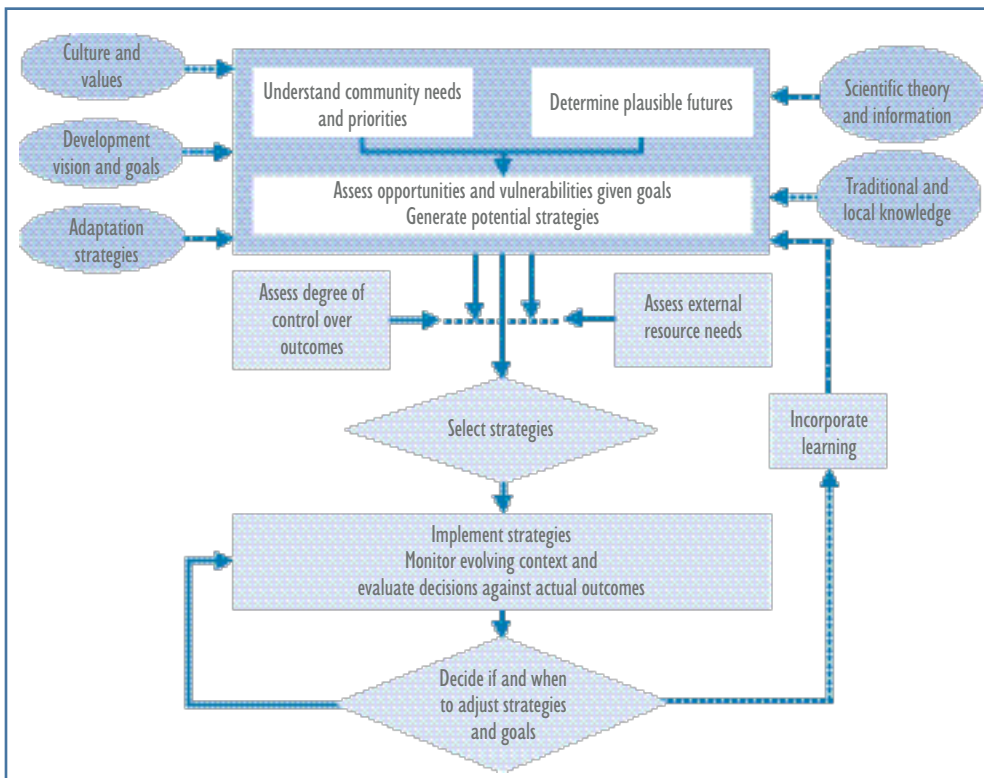 Culture and
values
Development
vision and goals
Adaptation
strategies
Understand community needs
and priorities
Determine plausible futures
Assess opportunities and vulnerabilities given goals
Generate potential strategies
Scientific theory
and information
Traditional and
local knowledge
Assess degree of
control over
outcomes
Assess external
resource needs
Select strategies
Incorporate
learning
Implement strategies
Monitor evolving context and
evaluate decisions against actual outcomes
Decide if and when
to adjust strategies
and goals